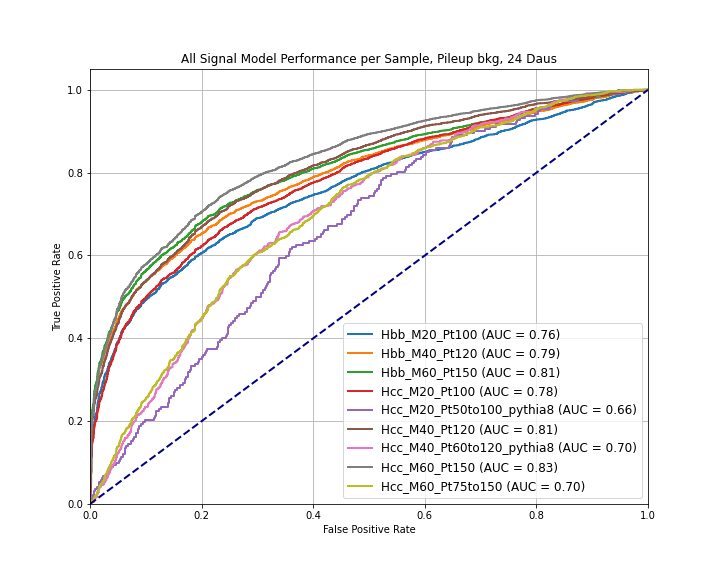 All Signal Model Performance per Sample, Pileup bkg, 24 Daus
1.0
0.8
0.6
0.4
0.2
0.0
True Positive Rate
Hbb_M20_Pt100 (AUC = 0.76)
Hbb_M40_Pt120 (AUC = 0.79)
Hbb_M60_Pt150 (AUC = 0.81)
Hcc_M20_Pt100 (AUC = 0.78)
Hcc_M20_Pt50to100_pythia8 (AUC = 0.66)
Hcc_M40_Pt120 (AUC = 0.81)
Hcc_M40_Pt60to120_pythia8 (AUC = 0.70)
Hcc_M60_Pt150 (AUC = 0.83)
Hcc_M60_Pt75to150 (AUC = 0.70)
0.0 0.2 0.4 0.6 0.8 1.0
False Positive Rate